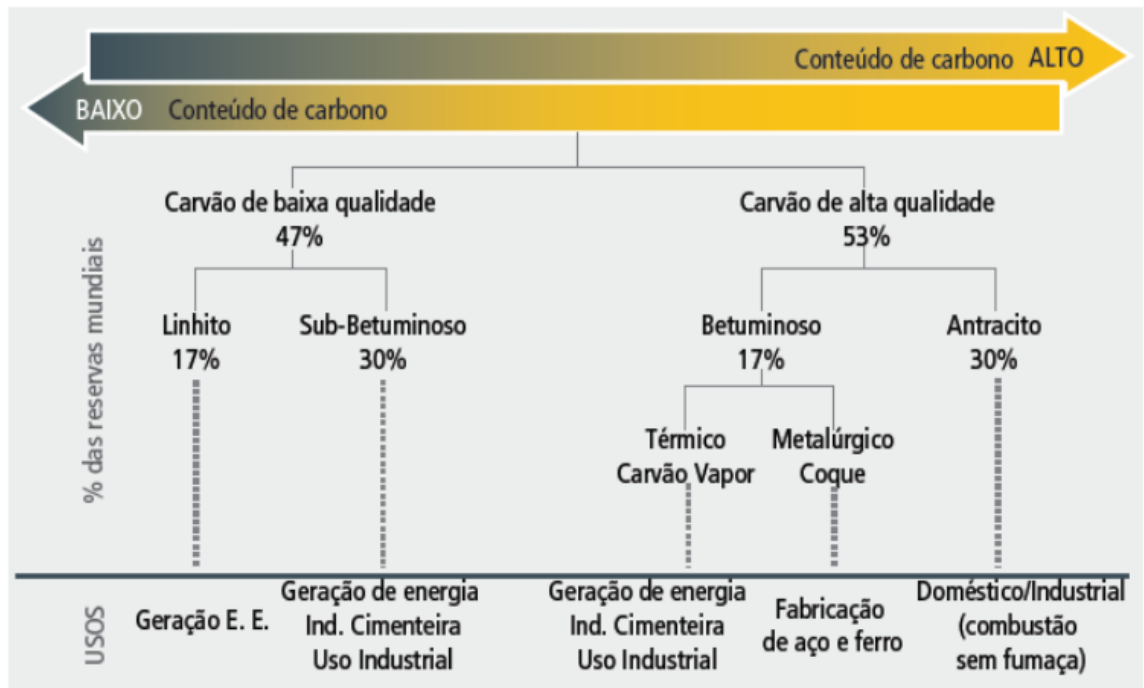 Conteúdo de carbono ALTO
BAIXO Conteúdo de carbono
Carvão de baixa qualidade
47%
Carvão de alta qualidade
53%
% das reservas mundiais
Linhito
17%
Sub-Betuminoso
30%
Betuminoso
17%
Antracito
30%
Térmico
Carvão Vapor
Metalúrgico
Coque
USOS
Geração E. E.
Geração de energia
Ind. Cimenteira
Uso Industrial
Geração de energia
Ind. Cimenteira
Uso Industrial
Fabricação
de aço e ferro
Doméstico/Industrial
(combustão
sem fumaça)